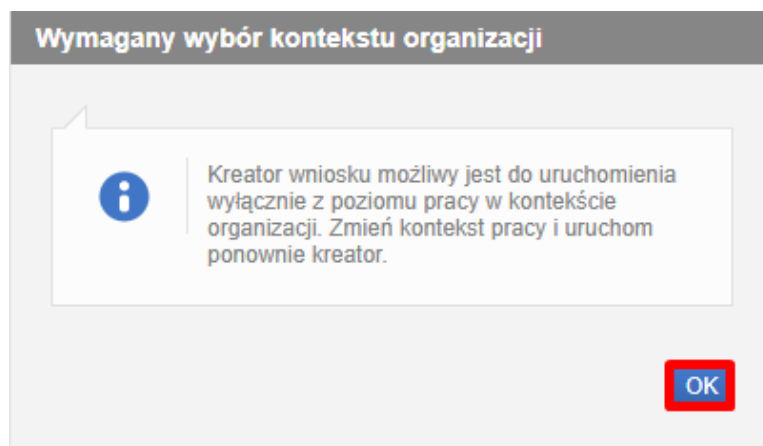 Wymagany wybór kontekstu organizacji
Kreator wniosku możliwy jest do uruchomienia
wyłącznie z poziomu pracy w kontekście
organizacji. Zmień kontekst pracy i uruchom
ponownie kreator.
OK